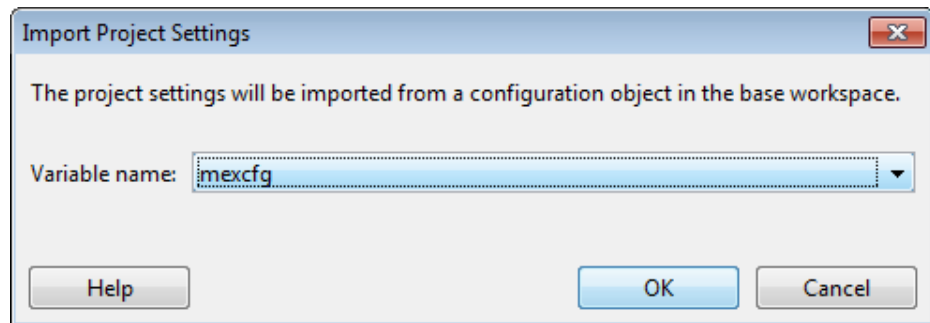 Import Project Settings
The project settings will be imported from a configuration object in the base workspace.
Variable name: mexcfg
Help OK Cancel